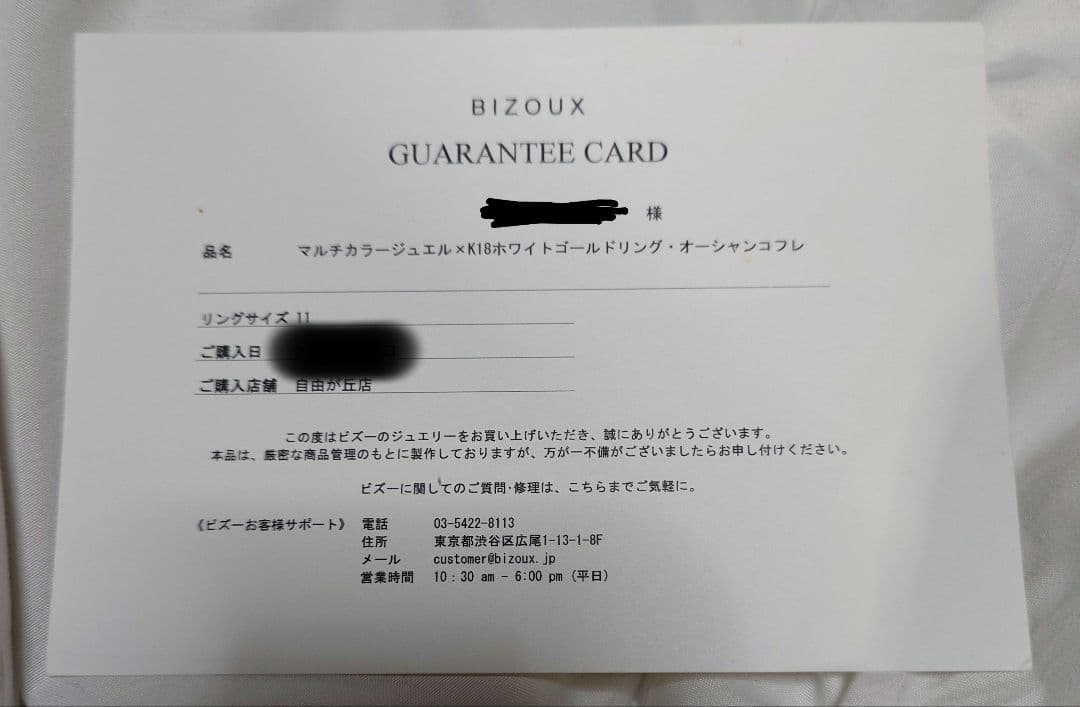 BIZOUX
GUARANTEE CARD
様
品名 マルチカラージュエル×K18ホワイトゴールドリング・オーシャンコフレ
リングサイズ 11
ご購入日
ご購入店舗 自由が丘店
この度はビズーのジュエリーをお買い上げいただき、誠にありがとうございます。
本品は、厳密な商品管理のもとに製作しておりますが、万が一不備がございましたらお申し付けください。
ビズーに関してのご質問・修理は、こちらまでご気軽に。
《ビズーお客様サポート》 電話 03-5422-8113
住所 東京都渋谷区広尾1-13-1-8F
メール customer@bizoux.jp
営業時間 10：30 am - 6:00 pm（平日）